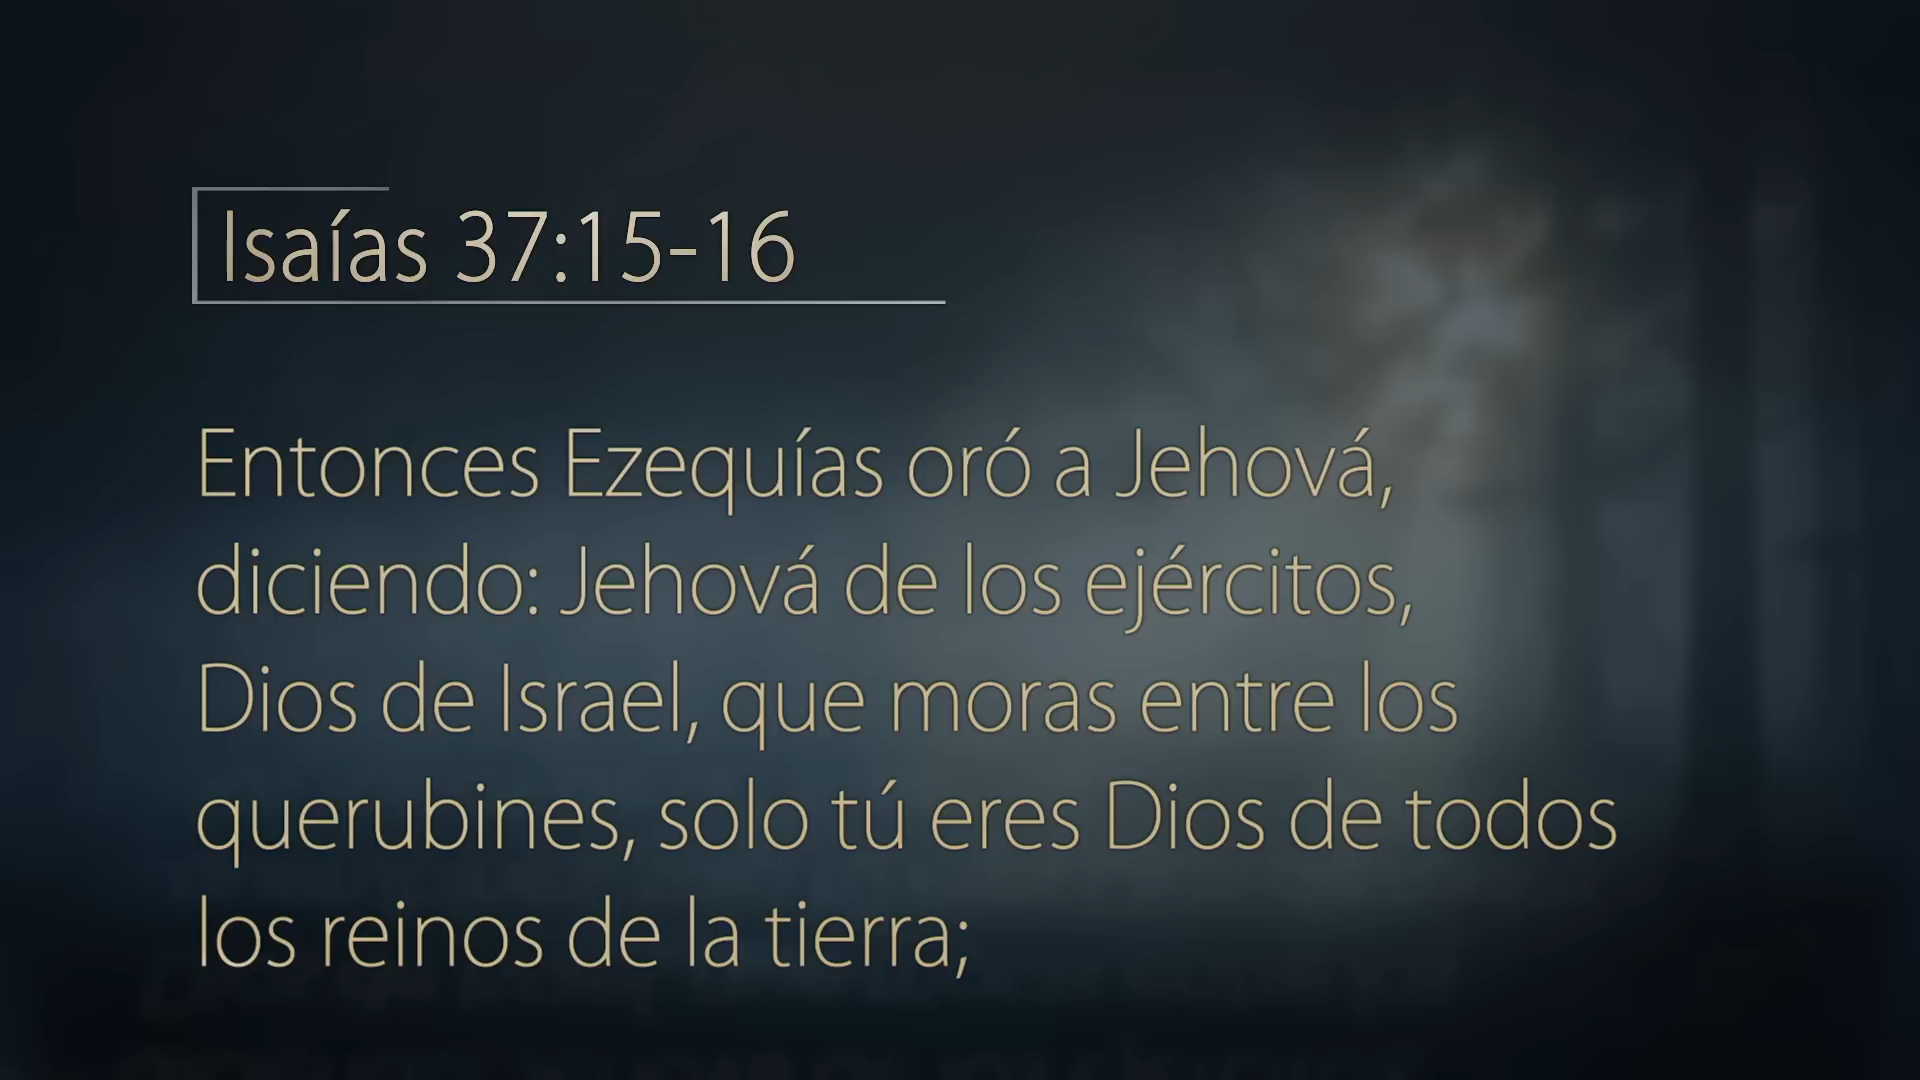 Isaías 37:15-16
Entonces Ezequías oró a Jehová,
diciendo: Jehová de los ejércitos,
Dios de Israel, que moras entre los
querubines, solo tú eres Dios de todos
los reinos de la tierra;